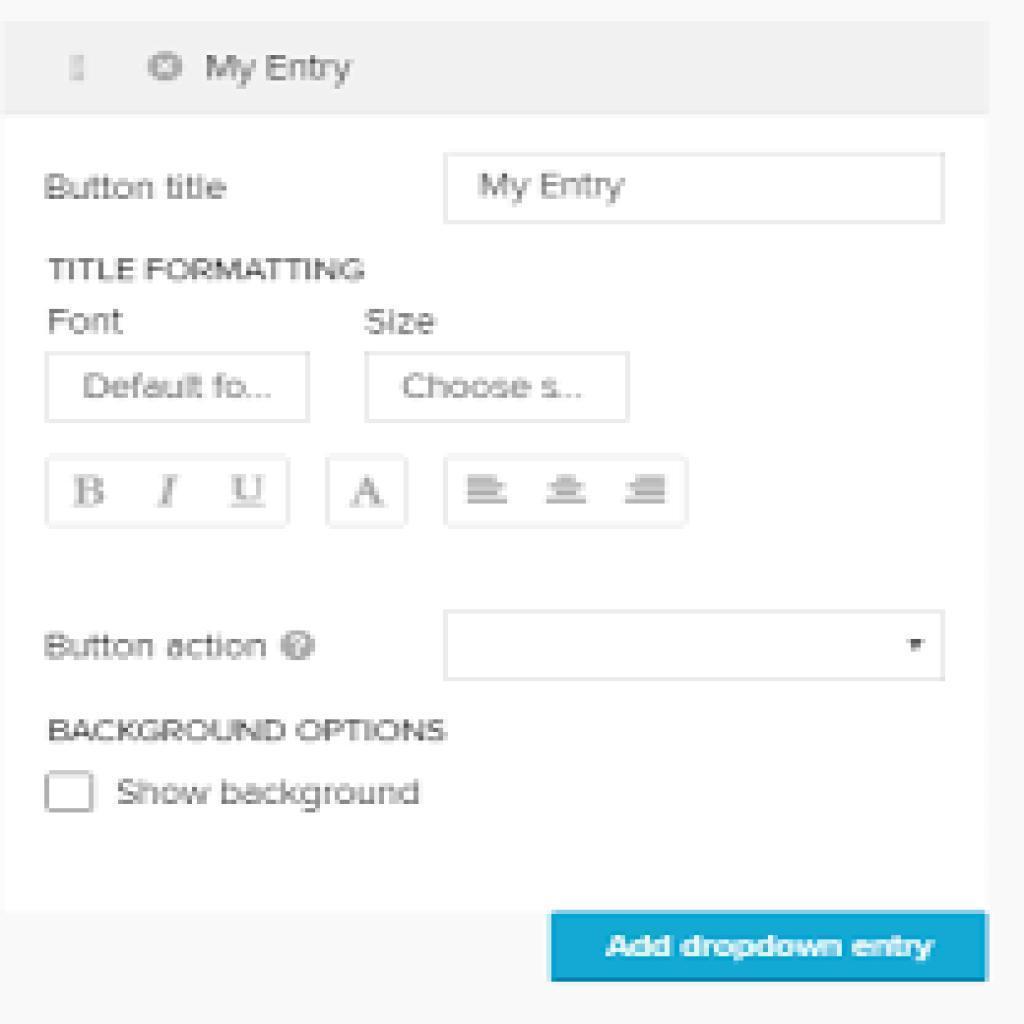 My Entry
Button title My Entry
TITLE FORMATTING
Font Size
Default fo... Choose s...
B I U A
Button action ?
BACKGROUND OPTIONS
Show background
Add dropdown entry